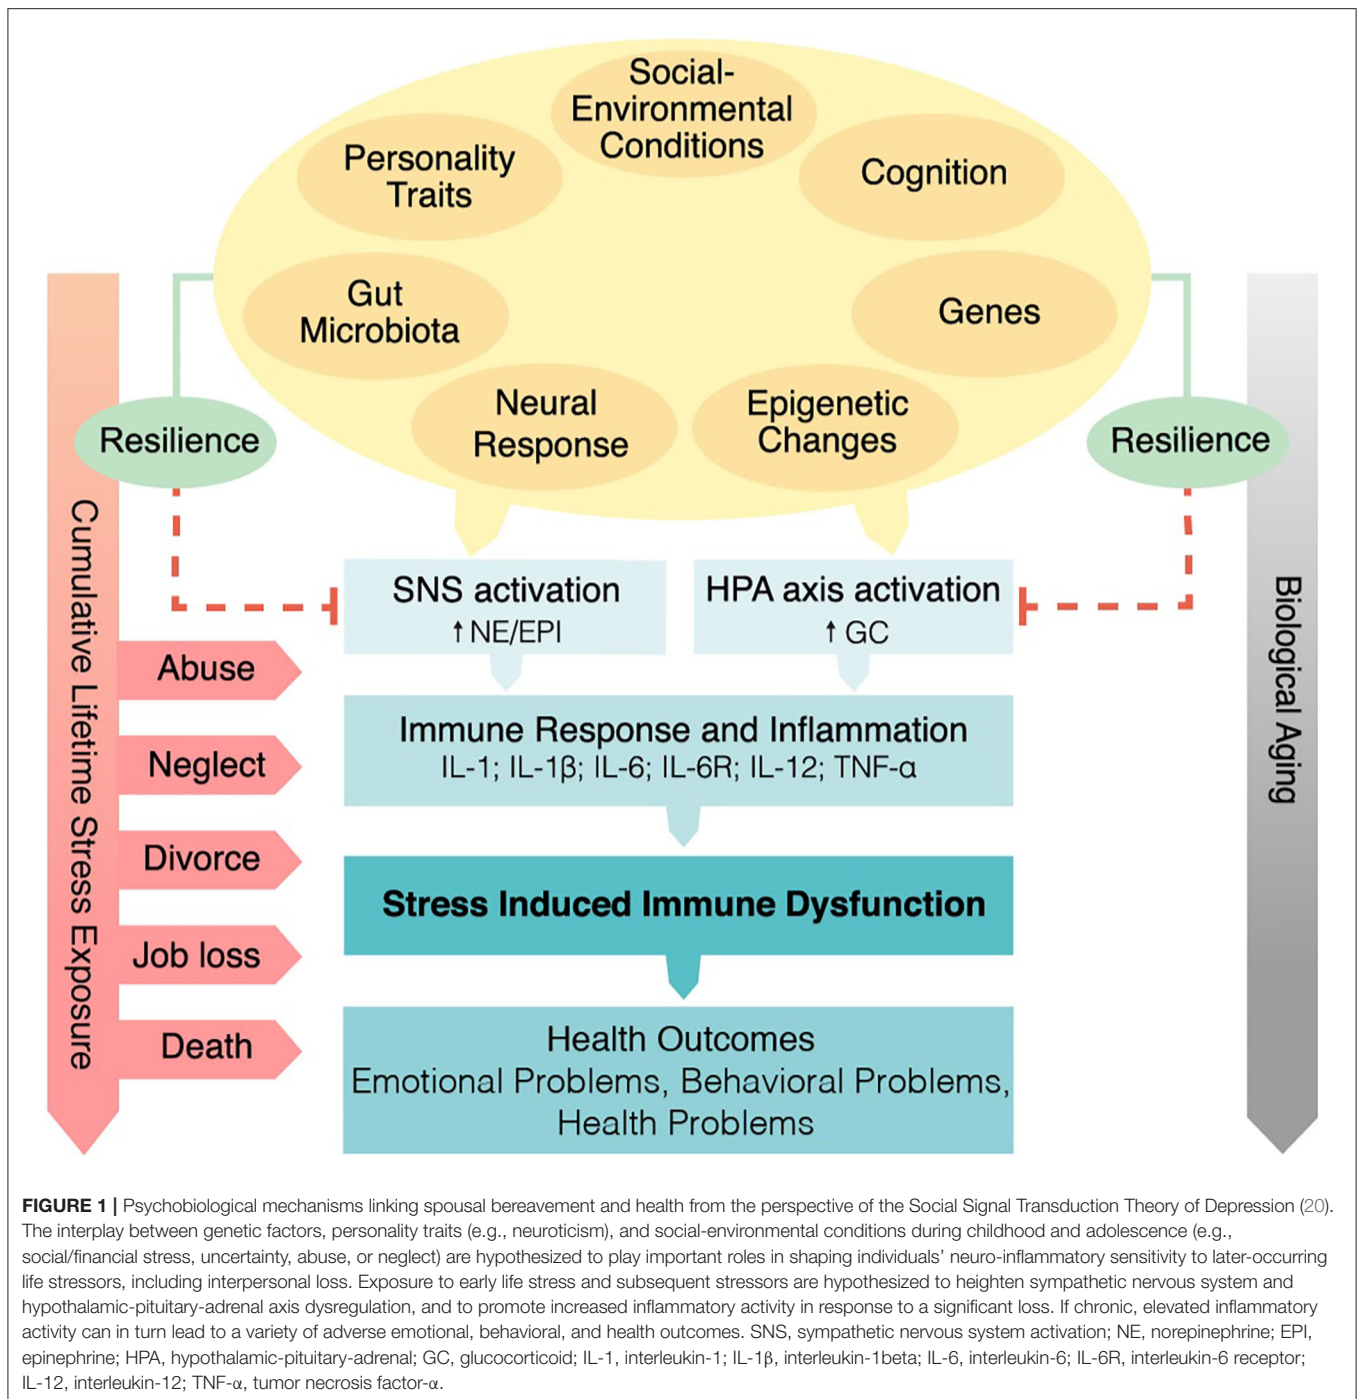 Social-
Environmental
Conditions
Personality
Traits
Cognition
Gut
Microbiota
Genes
Neural
Response
Epigenetic
Changes
Resilience
Resilience
Cumulative Lifetime Stress Exposure
Biological Aging
SNS activation
↑ NE/EPI
HPA axis activation
↑ GC
Abuse
Neglect
Divorce
Job loss
Death
Immune Response and Inflammation
IL-1; IL-1β; IL-6; IL-6R; IL-12; TNF-α
Stress Induced Immune Dysfunction
Health Outcomes
Emotional Problems, Behavioral Problems,
Health Problems
FIGURE 1 | Psychobiological mechanisms linking spousal bereavement and health from the perspective of the Social Signal Transduction Theory of Depression (20).
The interplay between genetic factors, personality traits (e.g., neuroticism), and social-environmental conditions during childhood and adolescence (e.g.,
social/financial stress, uncertainty, abuse, or neglect) are hypothesized to play important roles in shaping individuals' neuro-inflammatory sensitivity to later-occurring
life stressors, including interpersonal loss. Exposure to early life stress and subsequent stressors are hypothesized to heighten sympathetic nervous system and
hypothalamic-pituitary-adrenal axis dysregulation, and to promote increased inflammatory activity in response to a significant loss. If chronic, elevated inflammatory
activity can in turn lead to a variety of adverse emotional, behavioral, and health outcomes. SNS, sympathetic nervous system activation; NE, norepinephrine; EPI,
epinephrine; HPA, hypothalamic-pituitary-adrenal; GC, glucocorticoid; IL-1, interleukin-1; IL-1β, interleukin-1beta; IL-6, interleukin-6; IL-6R, interleukin-6 receptor;
IL-12, interleukin-12; TNF-α, tumor necrosis factor-α.